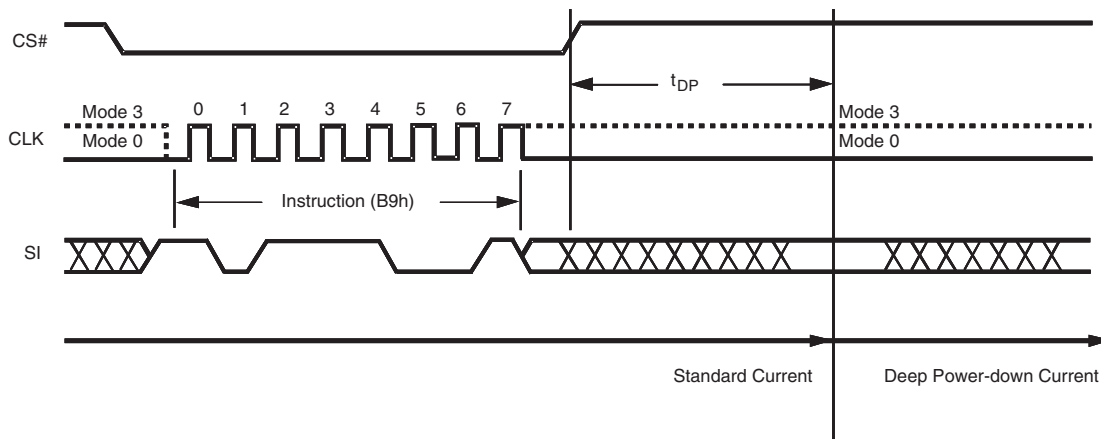 CS#
t_DP
0 1 2 3 4 5 6 7
Mode 3
Mode 3
CLK
Mode 0
Mode 0
Instruction (B9h)
SI
Standard Current
Deep Power-down Current